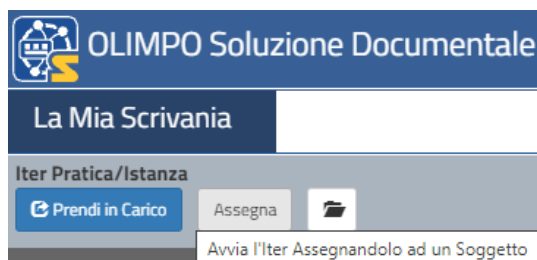 OLIMPO Soluzione Documentale
La Mia Scrivania
Iter Pratica/Istanza
Prendi in Carico Assegna
Avvia l'Iter Assegnandolo ad un Soggetto